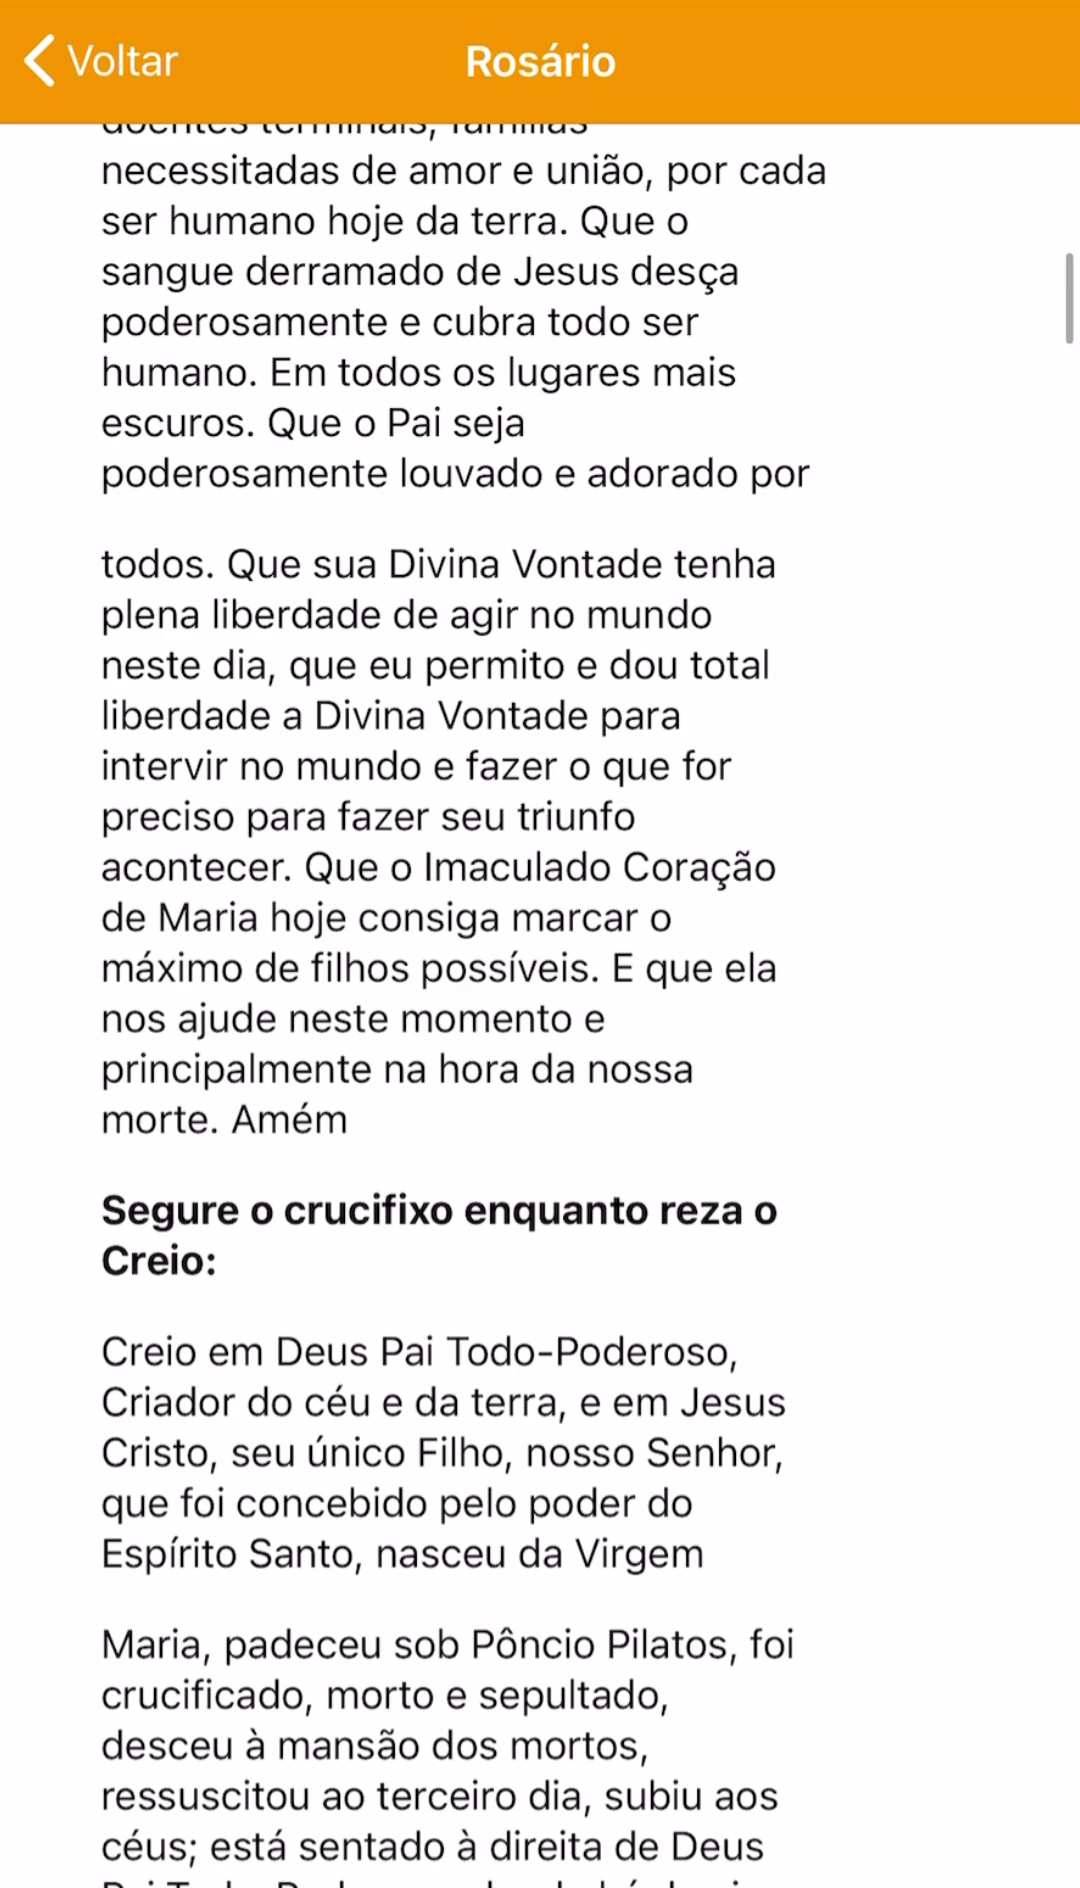 Voltar
Rosário
doentes terminais, famílias
necessitadas de amor e união, por cada
ser humano hoje da terra. Que o
sangue derramado de Jesus desça
poderosamente e cubra todo ser
humano. Em todos os lugares mais
escuros. Que o Pai seja
poderosamente louvado e adorado por
todos. Que sua Divina Vontade tenha
plena liberdade de agir no mundo
neste dia, que eu permito e dou total
liberdade a Divina Vontade para
intervir no mundo e fazer o que for
preciso para fazer seu triunfo
acontecer. Que o Imaculado Coração
de Maria hoje consiga marcar o
máximo de filhos possíveis. E que ela
nos ajude neste momento e
principalmente na hora da nossa
morte. Amém
Segure o crucifixo enquanto reza o
Creio:
Creio em Deus Pai Todo-Poderoso,
Criador do céu e da terra, e em Jesus
Cristo, seu único Filho, nosso Senhor,
que foi concebido pelo poder do
Espírito Santo, nasceu da Virgem
Maria, padeceu sob Pôncio Pilatos, foi
crucificado, morto e sepultado,
desceu à mansão dos mortos,
ressuscitou ao terceiro dia, subiu aos
céus; está sentado à direita de Deus